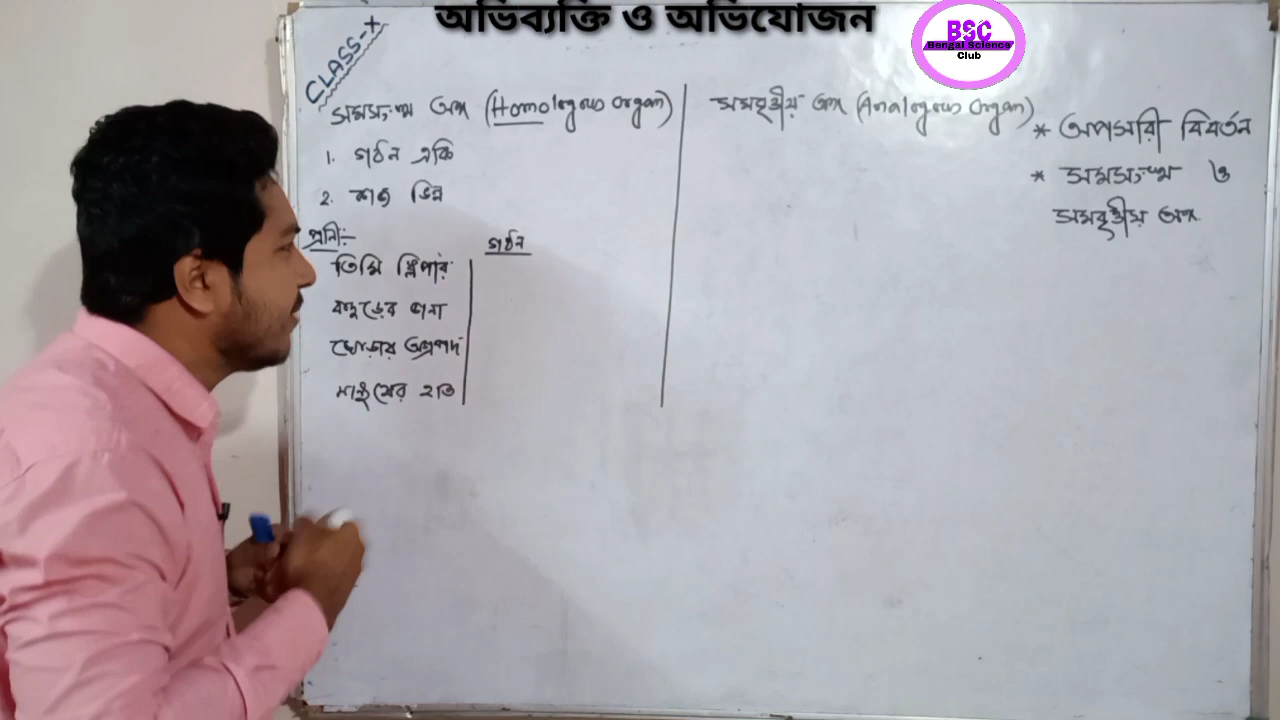 অভিব্যক্তি ও অভিযোজন
BSC
Bengal Science
Club
CLASS-X
সমসংস্থ অঙ্গ (Homologous organ)
1. গঠন একি
2. কাজ ভিন্ন
প্রানী:-
গঠন
তিমি ফ্লিপার
বাদুড়ের ডানা
ঘোড়ার অগ্রপদ
মানুষের হাত
সমবৃত্তীয় অঙ্গ (Analogous organ)
* অপসারী বিবর্তন
* সমসংস্থ ও
সমবৃত্তীয় অঙ্গ